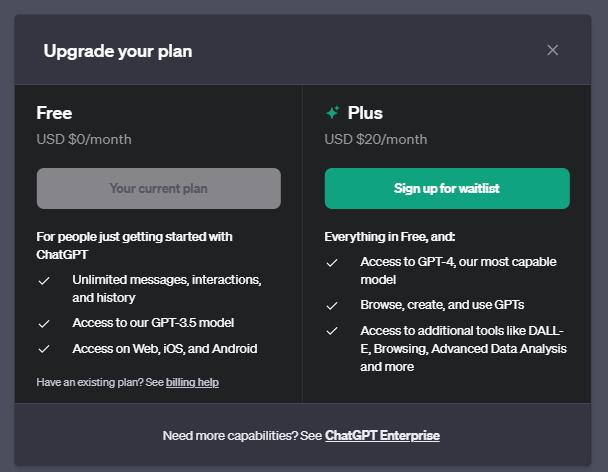 Upgrade your plan
Free
USD $0/month
Your current plan
For people just getting started with
ChatGPT
Unlimited messages, interactions,
and history
Access to our GPT-3.5 model
Access on Web, iOS, and Android
Have an existing plan? See billing help
Plus
USD $20/month
Sign up for waitlist
Everything in Free, and:
Access to GPT-4, our most capable
model
Browse, create, and use GPTs
Access to additional tools like DALL-
E, Browsing, Advanced Data Analysis
and more
Need more capabilities? See ChatGPT Enterprise